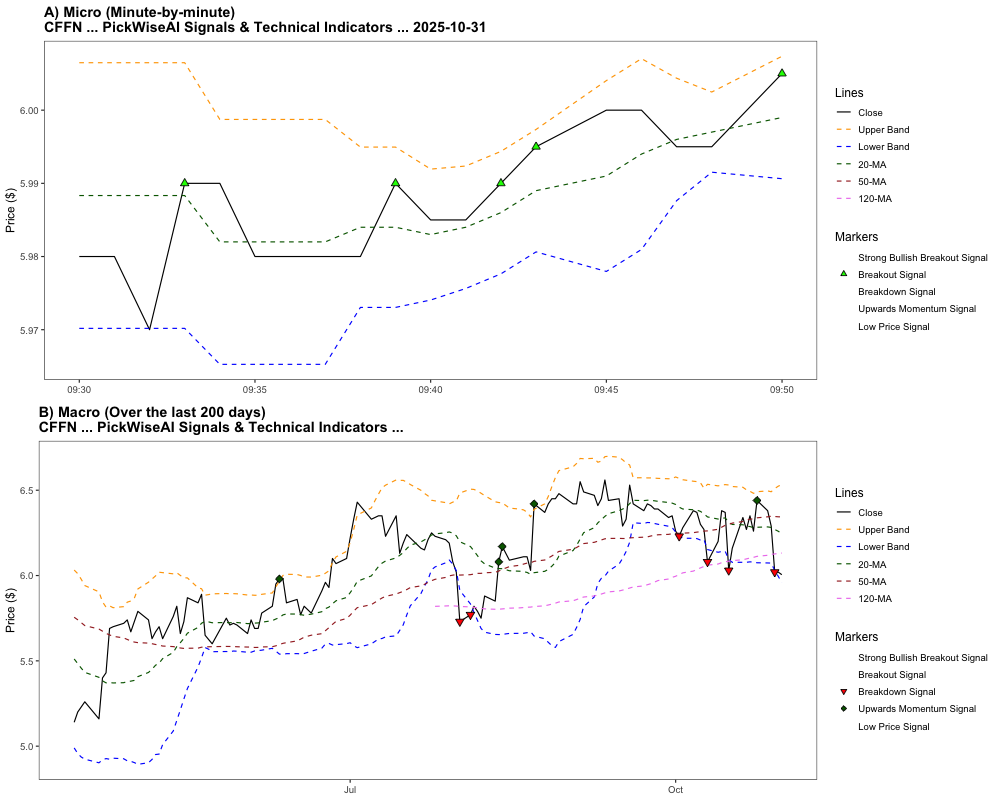 A) Micro (Minute-by-minute)
CFFN ... PickWiseAI Signals & Technical Indicators ... 2025-10-31
Price ($)
6.00
5.99
5.98
5.97
09:30
09:35
09:40
09:45
09:50
Lines
Close
Upper Band
Lower Band
20-MA
50-MA
120-MA
Markers
Strong Bullish Breakout Signal
Breakout Signal
Breakdown Signal
Upwards Momentum Signal
Low Price Signal
B) Macro (Over the last 200 days)
CFFN ... PickWiseAI Signals & Technical Indicators ...
Price ($)
6.5
6.0
5.5
5.0
Jul
Oct
Lines
Close
Upper Band
Lower Band
20-MA
50-MA
120-MA
Markers
Strong Bullish Breakout Signal
Breakout Signal
Breakdown Signal
Upwards Momentum Signal
Low Price Signal